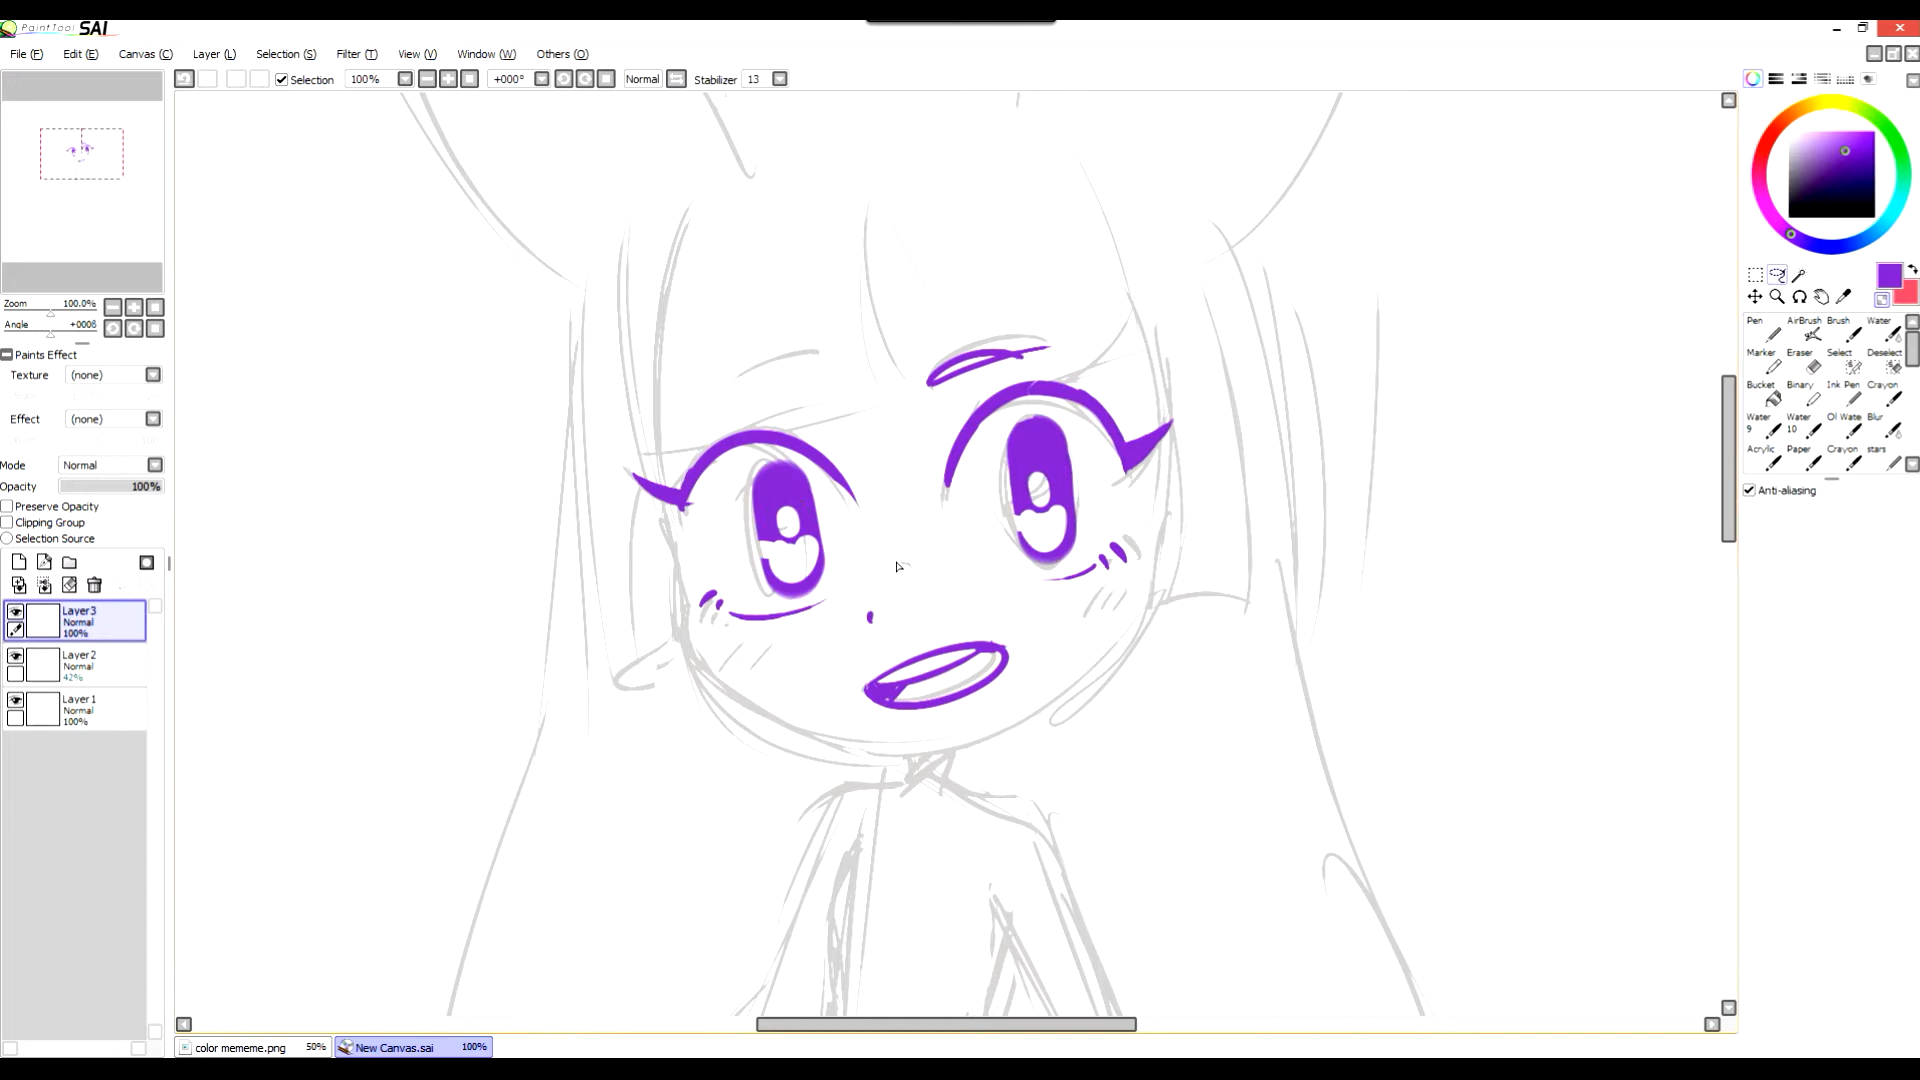 PaintTool SAI
File (F) Edit (E) Canvas (C) Layer (L) Selection (S) Filter (T) View (V) Window (W) Others (O)
Selection 100% +000° Normal Stabilizer 13
Zoom 100.0%
Angle +0006
Paints Effect
Texture (none)
Effect (none)
Mode Normal
Opacity 100%
Preserve Opacity
Clipping Group
Selection Source
Layer3
Normal
100%
Layer2
Normal
42%
Layer1
Normal
100%
Pen AirBrush Brush Water
Marker Eraser Select Deselect
Bucket Binary Ink Pen Crayon
Water 9 Water 10 Ol Wate Blur
Acrylic Paper Crayon stars
Anti-aliasing
color mememe.png 50% New Canvas.sai 100%